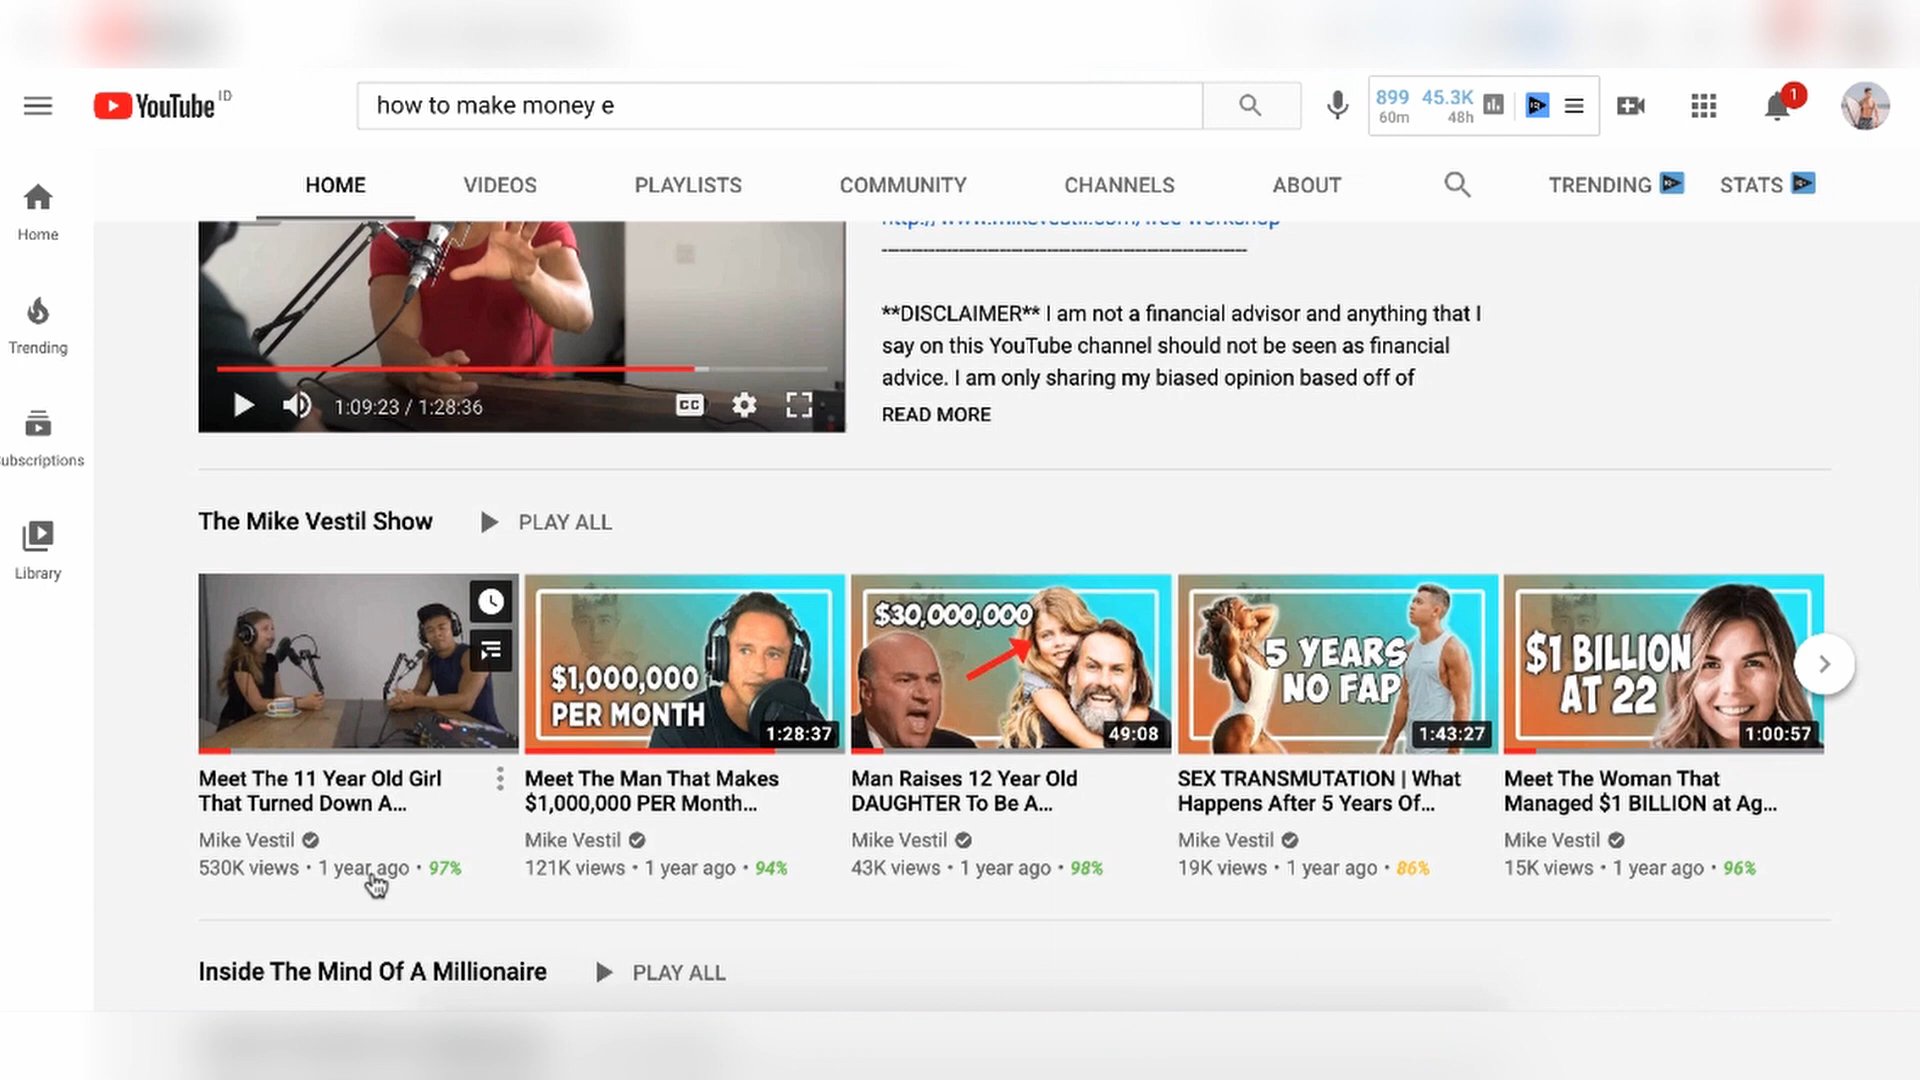 YouTube ID
how to make money e
899 45.3K
60m 48h
1
HOME VIDEOS PLAYLISTS COMMUNITY CHANNELS ABOUT TRENDING STATS
Home
Trending
ubscriptions
Library
http://www.mikevestil.com/free-workshop
**DISCLAIMER** I am not a financial advisor and anything that I
say on this YouTube channel should not be seen as financial
advice. I am only sharing my biased opinion based off of
READ MORE
1:09:23 / 1:28:36
CC
The Mike Vestil Show PLAY ALL
$1,000,000
PER MONTH
1:28:37
$30,000,000
49:08
5 YEARS
NO FAP
1:43:27
$1 BILLION
AT 22
1:00:57
Meet The 11 Year Old Girl
That Turned Down A...
Mike Vestil
530K views • 1 year ago • 97%
Meet The Man That Makes
$1,000,000 PER Month...
Mike Vestil
121K views • 1 year ago • 94%
Man Raises 12 Year Old
DAUGHTER To Be A...
Mike Vestil
43K views • 1 year ago • 98%
SEX TRANSMUTATION | What
Happens After 5 Years Of...
Mike Vestil
19K views • 1 year ago • 86%
Meet The Woman That
Managed $1 BILLION at Ag...
Mike Vestil
15K views • 1 year ago • 96%
Inside The Mind Of A Millionaire PLAY ALL